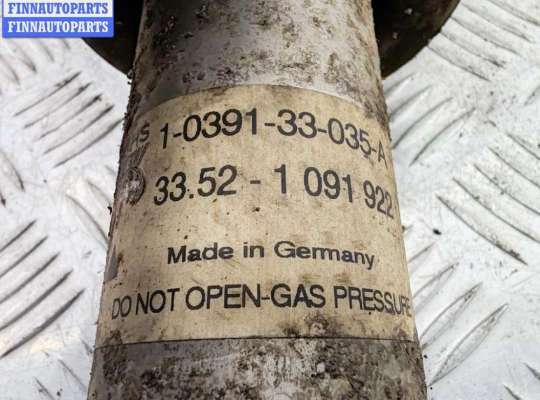 FINNAUTOPARTS
FINNAUTOPARTS
1-0391-33-035-A
33.52 - 1 091 922
Made in Germany
DO NOT OPEN-GAS PRESSURE